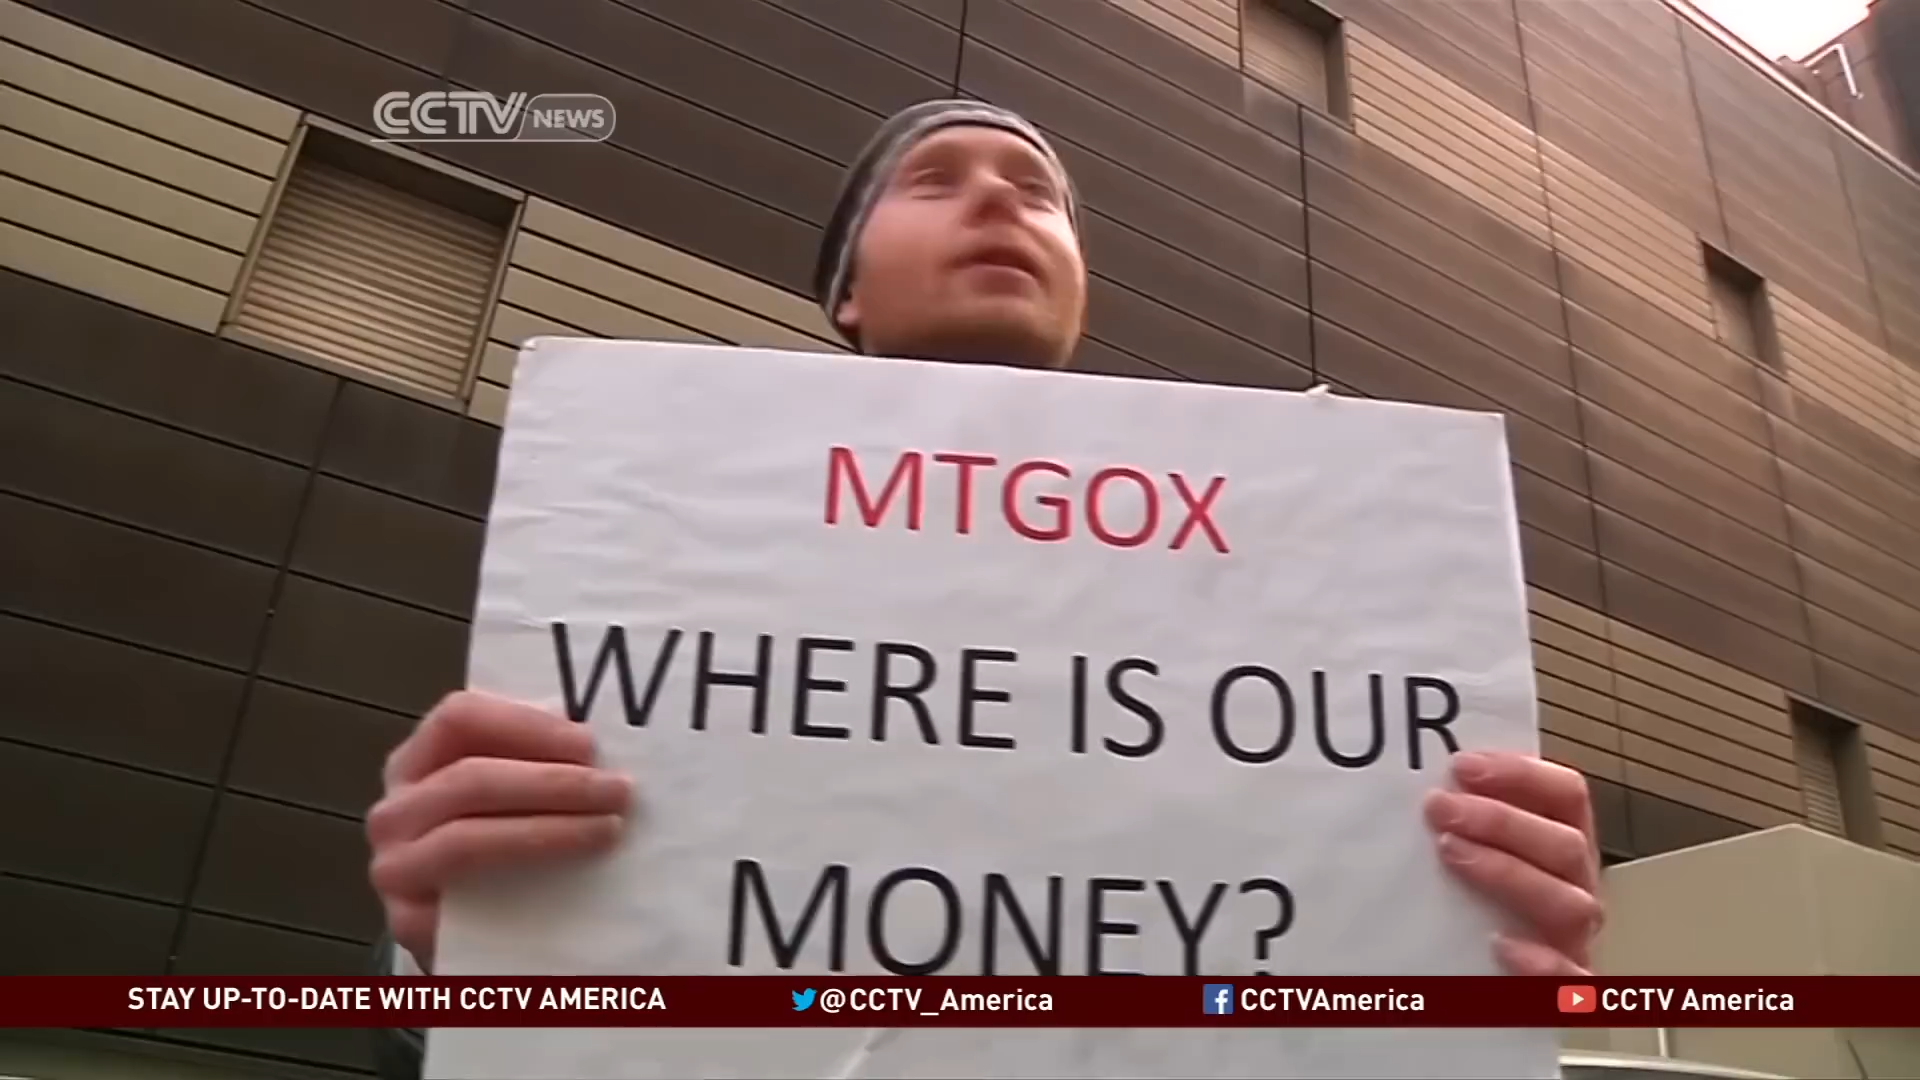 CCTV NEWS
MTGOX
WHERE IS OUR
MONEY?
STAY UP-TO-DATE WITH CCTV AMERICA @CCTV_America CCTVAmerica CCTV America